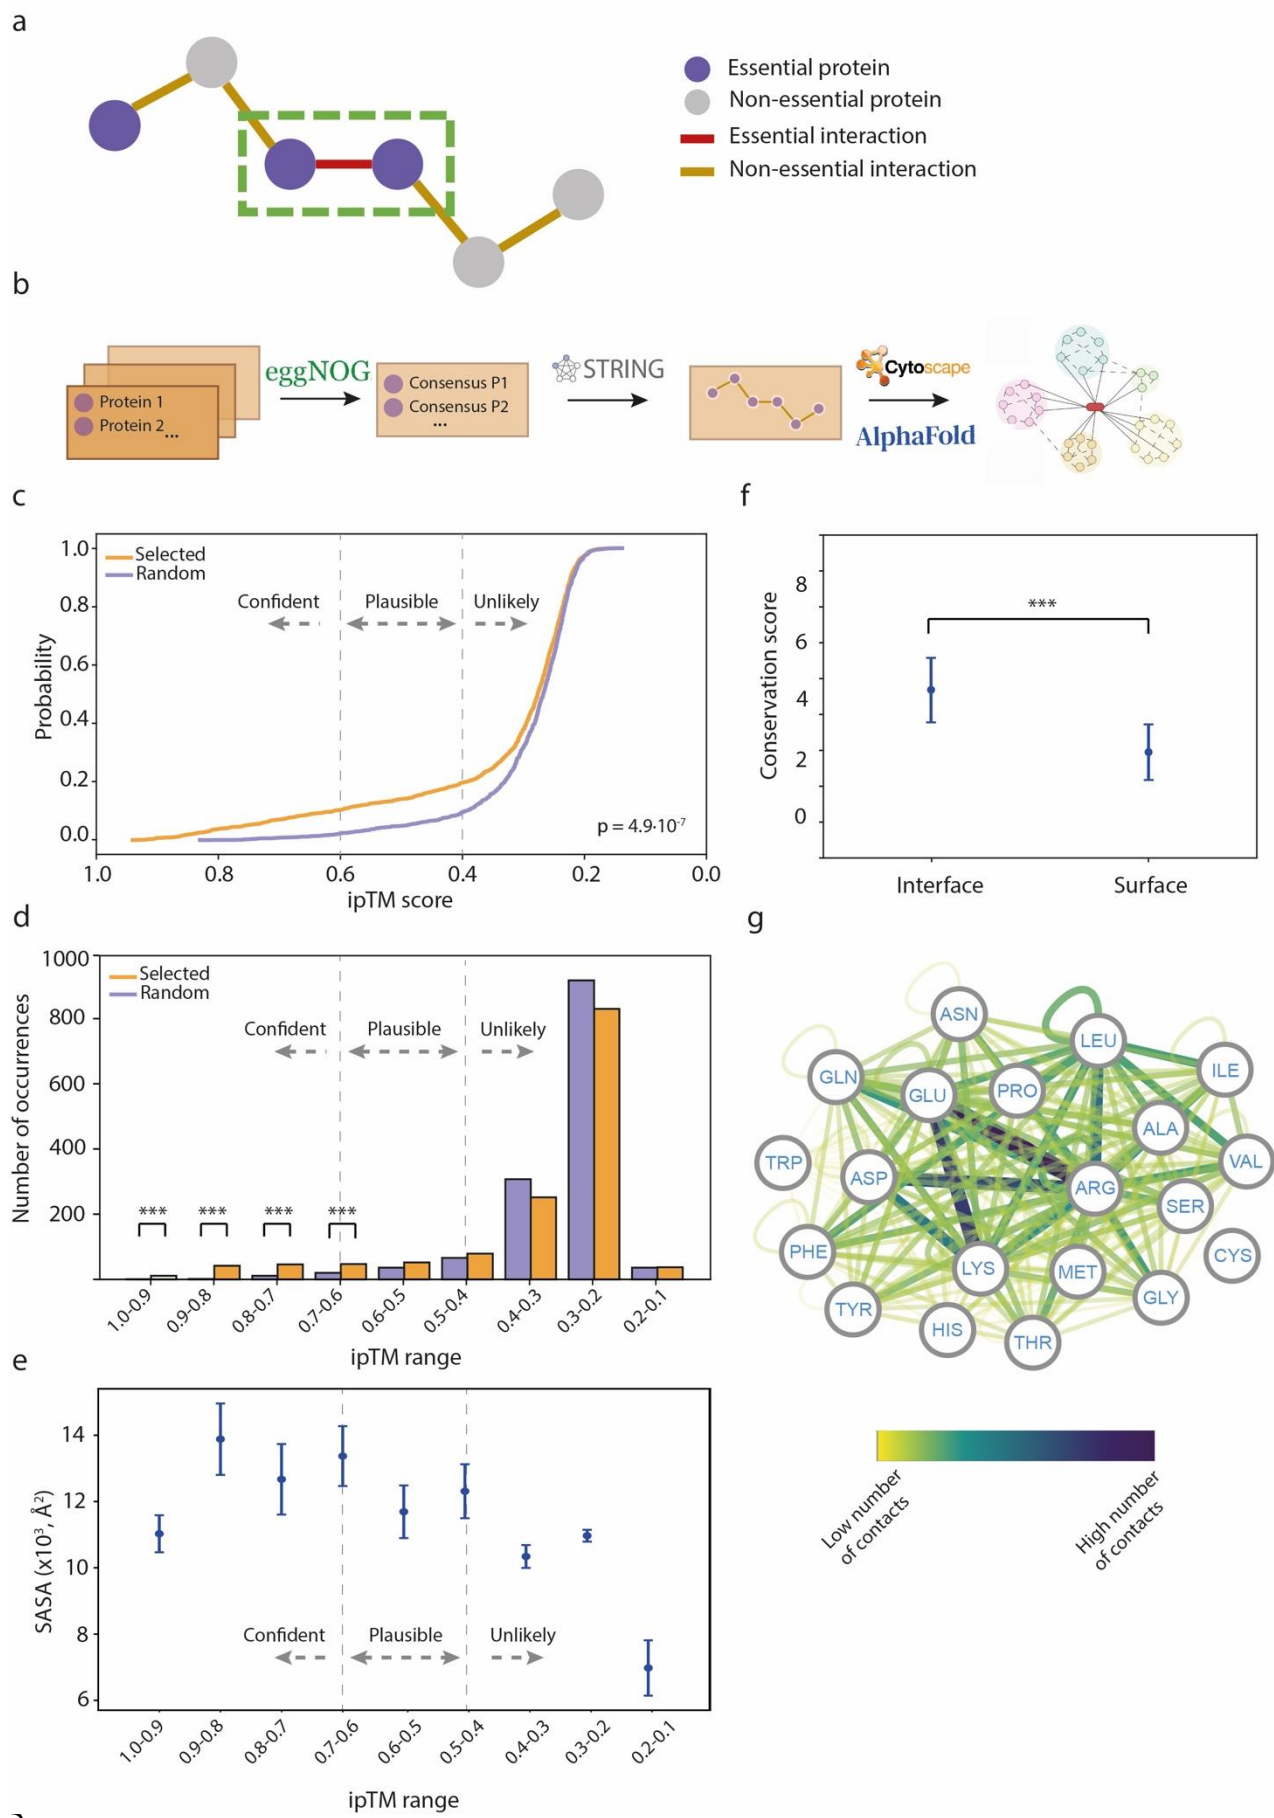 a
Essential protein
Non-essential protein
Essential interaction
Non-essential interaction
b
Protein 1
Protein 2
...
eggNOG
Consensus P1
Consensus P2
...
STRING
Cytoscape
AlphaFold
c
1.0
0.8
0.6
0.4
0.2
0.0
Probability
Selected
Random
Confident
Plausible
Unlikely
p = 4.9·10-7
1.0
0.8
0.6
0.4
0.2
0.0
ipTM score
d
1000
800
600
400
200
Number of occurrences
Selected
Random
Confident
Plausible
Unlikely
***
***
***
***
1.0-0.9
0.9-0.8
0.8-0.7
0.7-0.6
0.6-0.5
0.5-0.4
0.4-0.3
0.3-0.2
0.2-0.1
ipTM range
e
14
12
10
8
6
SASA (x10³, Å²)
Confident
Plausible
Unlikely
1.0-0.9
0.9-0.8
0.8-0.7
0.7-0.6
0.6-0.5
0.5-0.4
0.4-0.3
0.3-0.2
0.2-0.1
ipTM range
f
8
6
4
2
0
Conservation score
***
Interface
Surface
g
ASN
LEU
GLN
GLU
PRO
ILE
ALA
TRP
ASP
ARG
VAL
SER
PHE
LYS
MET
CYS
TYR
HIS
THR
GLY
Low number
of contacts
High number
of contacts